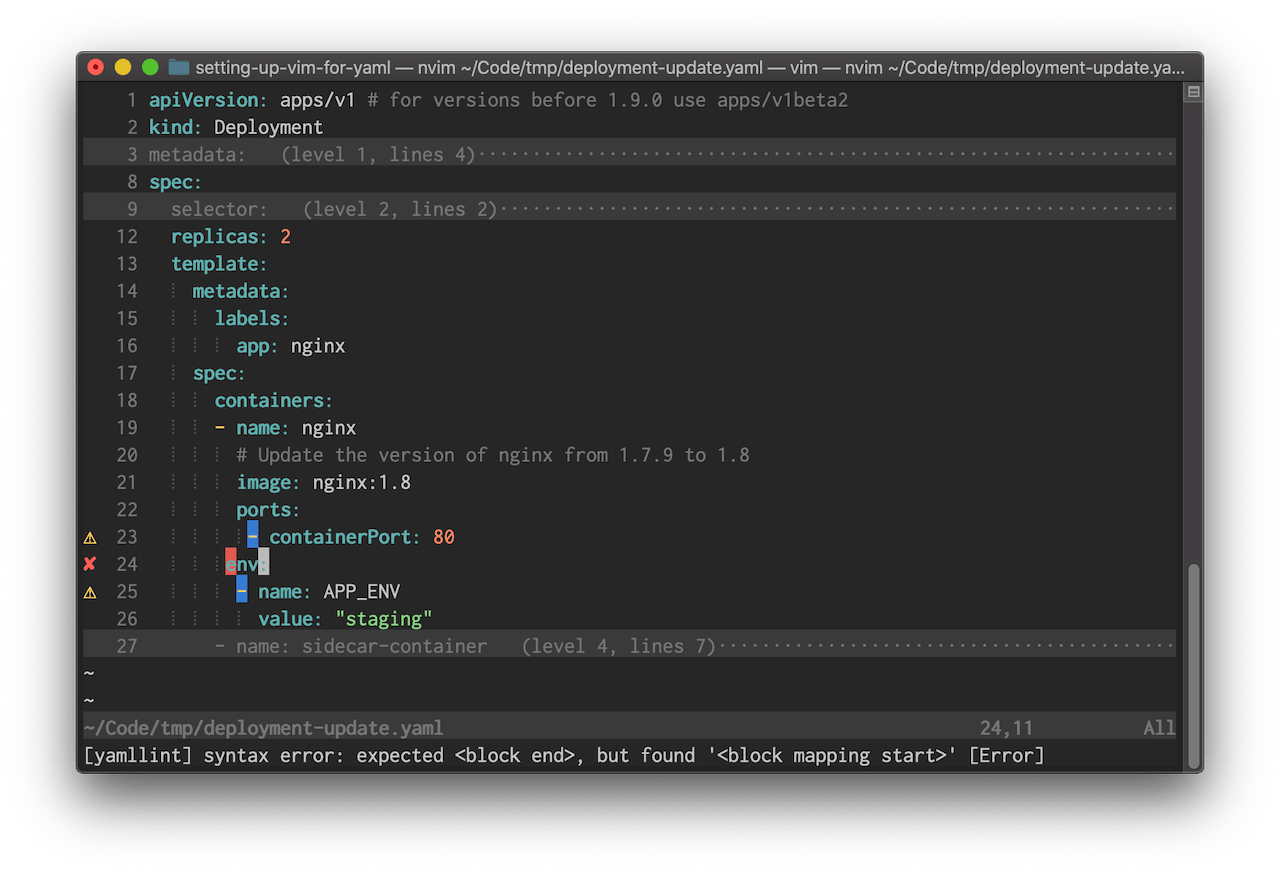 setting-up-vim-for-yaml — nvim ~/Code/tmp/deployment-update.yaml — vim — nvim ~/Code/tmp/deployment-update.ya...
1 apiVersion: apps/v1 # for versions before 1.9.0 use apps/v1beta2
2 kind: Deployment
3 metadata:   (level 1, lines 4)································································
8 spec:
9   selector:   (level 2, lines 2)······························································
12   replicas: 2
13   template:
14     metadata:
15       labels:
16         app: nginx
17     spec:
18       containers:
19       - name: nginx
20         # Update the version of nginx from 1.7.9 to 1.8
21         image: nginx:1.8
22         ports:
⚠ 23          - containerPort: 80
✘ 24        env:
⚠ 25         - name: APP_ENV
26           value: "staging"
27       - name: sidecar-container   (level 4, lines 7)··········································
~
~
~/Code/tmp/deployment-update.yaml 24,11 All
[yamllint] syntax error: expected <block end>, but found '<block mapping start>' [Error]